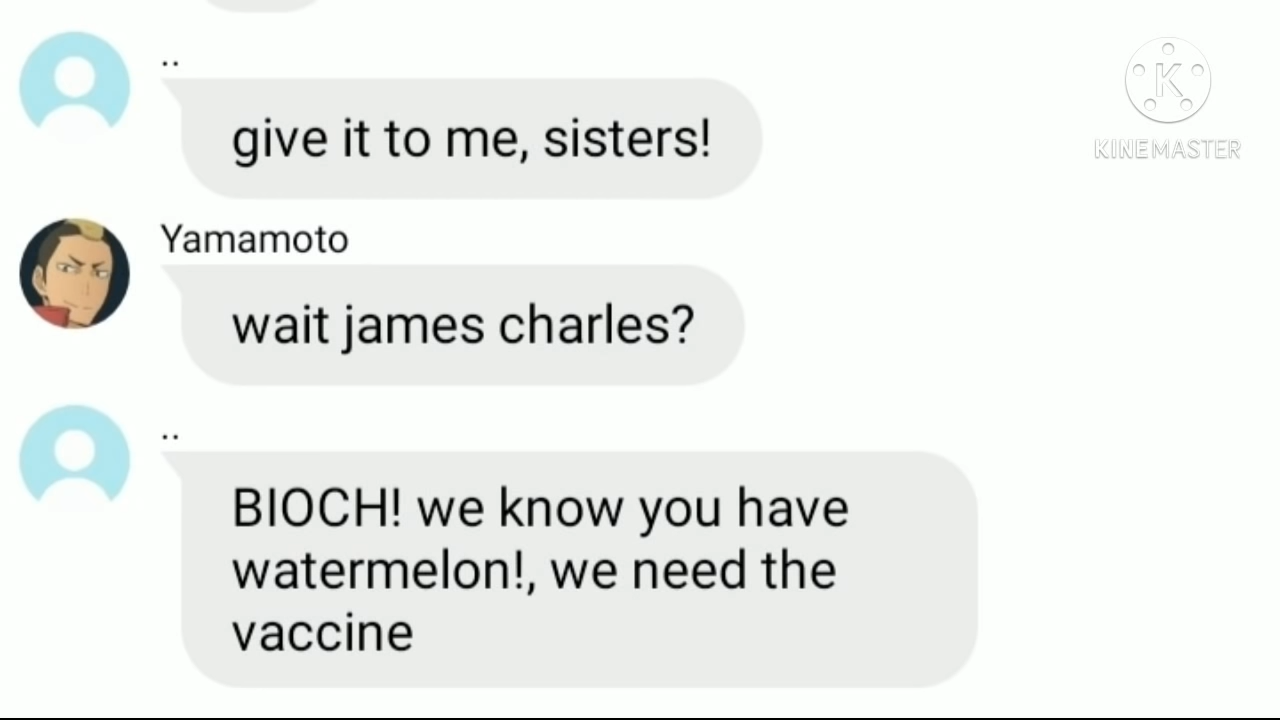 ..
give it to me, sisters!
K
KINEMASTER
Yamamoto
wait james charles?
..
BIOCH! we know you have
watermelon!, we need the
vaccine